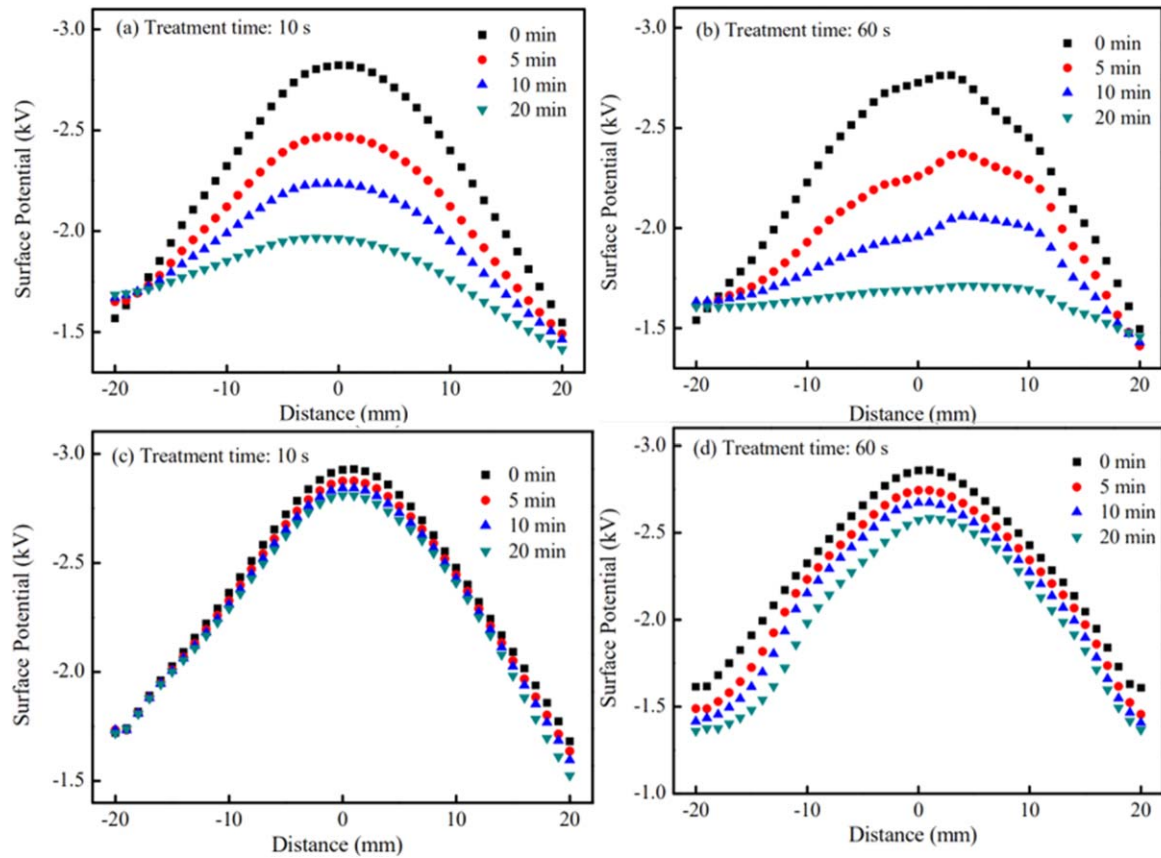 (a) Treatment time: 10 s
0 min
5 min
10 min
20 min
-3.0
-2.5
-2.0
-1.5
Surface Potential (kV)
-20
-10
0
10
20
Distance (mm)
(b) Treatment time: 60 s
0 min
5 min
10 min
20 min
-3.0
-2.5
-2.0
-1.5
Surface Potential (kV)
-20
-10
0
10
20
Distance (mm)
(c) Treatment time: 10 s
0 min
5 min
10 min
20 min
-3.0
-2.5
-2.0
-1.5
Surface Potential (kV)
-20
-10
0
10
20
Distance (mm)
(d) Treatment time: 60 s
0 min
5 min
10 min
20 min
-3.0
-2.5
-2.0
-1.5
-1.0
Surface Potential (kV)
-20
-10
0
10
20
Distance (mm)